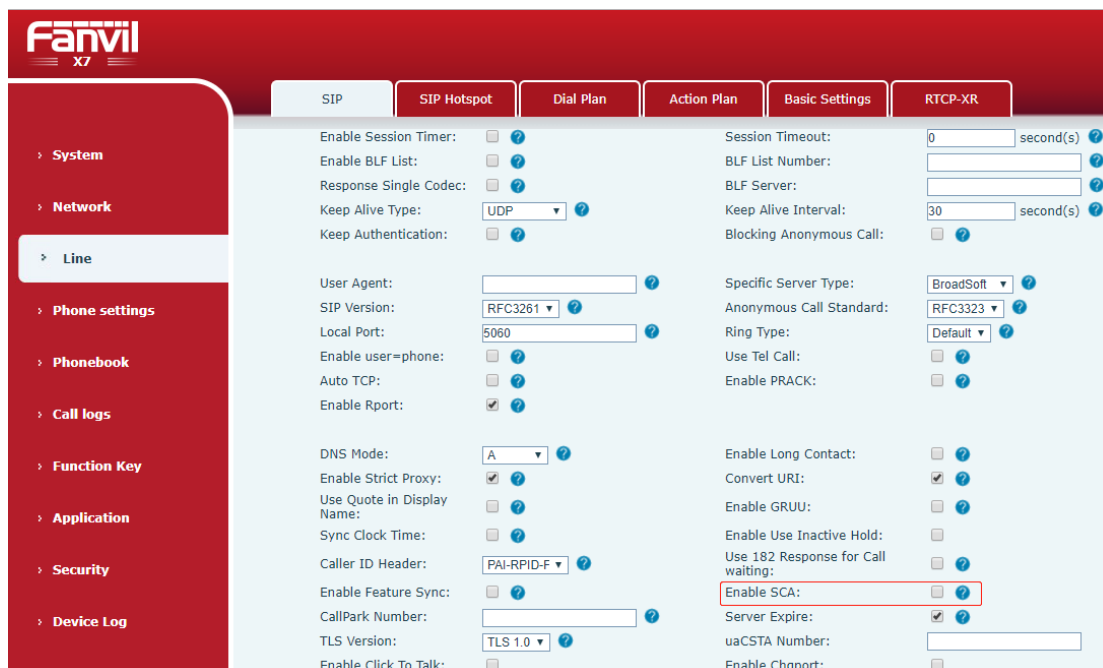 Fanvil
X7
SIP SIP Hotspot Dial Plan Action Plan Basic Settings RTCP-XR
System
Network
Line
Phone settings
Phonebook
Call logs
Function Key
Application
Security
Device Log
Enable Session Timer: ? Session Timeout: 0 second(s) ?
Enable BLF List: ? BLF List Number: ?
Response Single Codec: ? BLF Server: ?
Keep Alive Type: UDP ? Keep Alive Interval: 30 second(s) ?
Keep Authentication: ? Blocking Anonymous Call: ?
User Agent: ? Specific Server Type: BroadSoft ?
SIP Version: RFC3261 ? Anonymous Call Standard: RFC3323 ?
Local Port: 5060 ? Ring Type: Default ?
Enable user=phone: ? Use Tel Call: ?
Auto TCP: ? Enable PRACK: ?
Enable Rport: ?
DNS Mode: A ? Enable Long Contact: ?
Enable Strict Proxy: ? Convert URI: ?
Use Quote in Display
Name: ? Enable GRUU: ?
Sync Clock Time: ? Enable Use Inactive Hold:
Caller ID Header: PAI-RPID-F ? Use 182 Response for Call
waiting: ?
Enable Feature Sync: ? Enable SCA: ?
CallPark Number: ? Server Expire: ?
TLS Version: TLS 1.0 ? uaCSTA Number:
Enable Click To Talk: Enable Chgport: